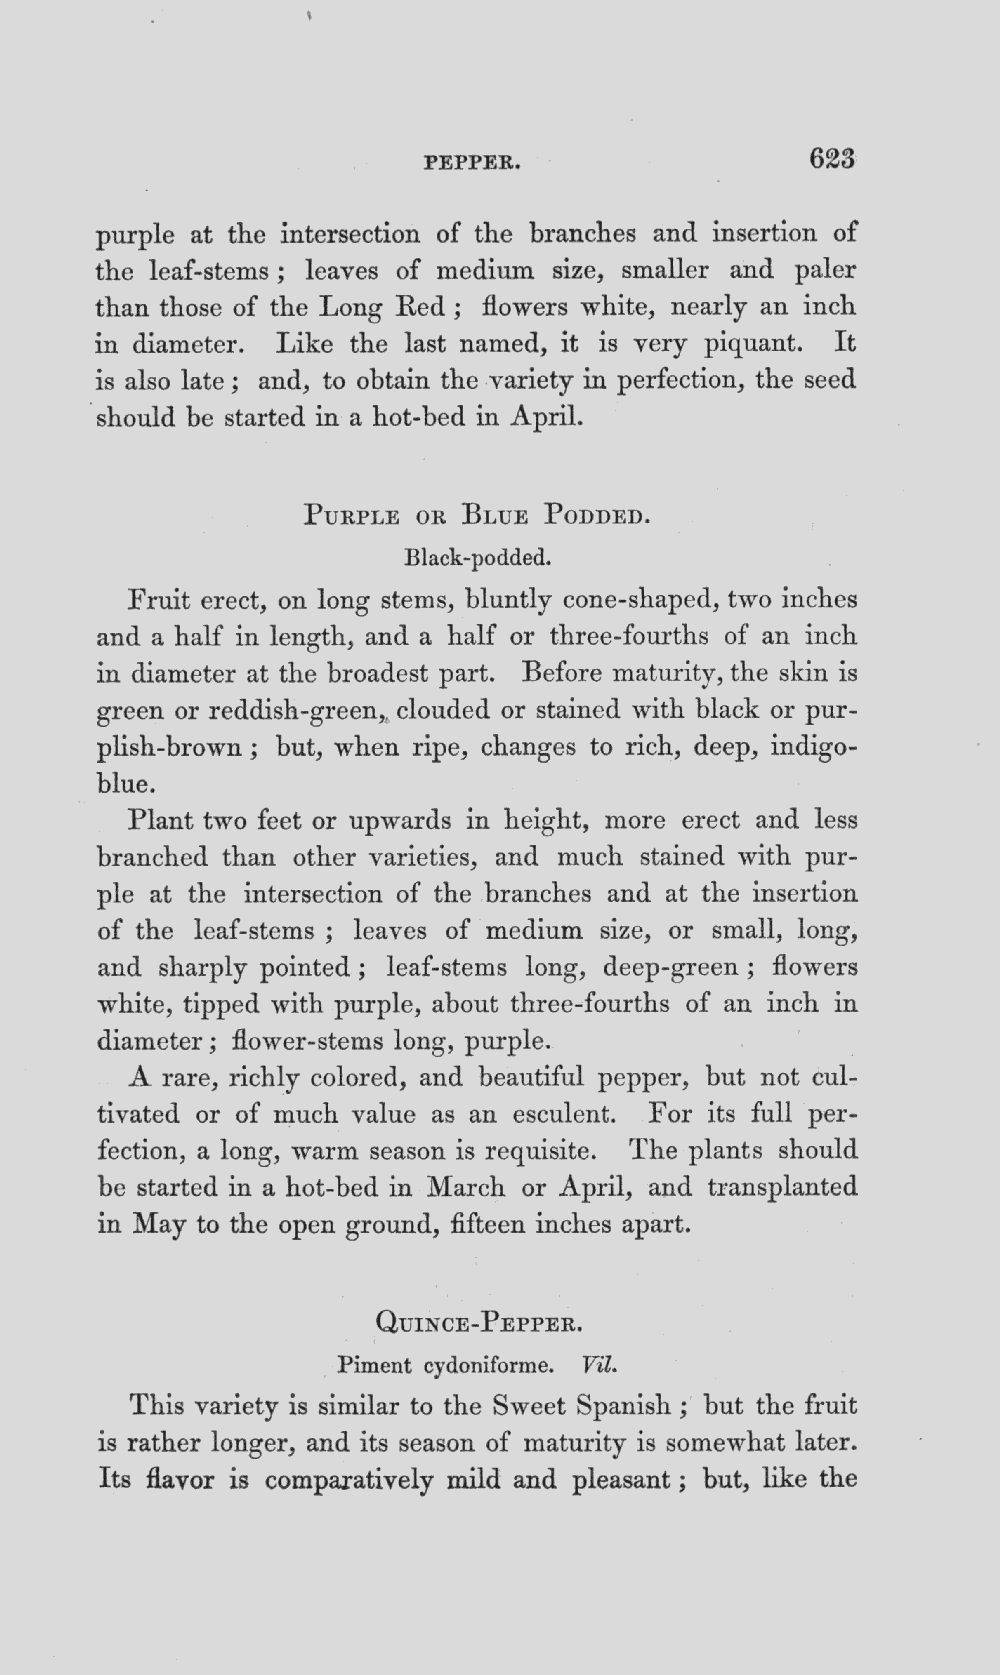 PEPPER. 623
purple at the intersection of the branches and insertion of
the leaf-stems ; leaves of medium size, smaller and paler
than those of the Long Red ; flowers white, nearly an inch
in diameter. Like the last named, it is very piquant. It
is also late ; and, to obtain the variety in perfection, the seed
should be started in a hot-bed in April.
PURPLE OR BLUE PODDED.
Black-podded.
Fruit erect, on long stems, bluntly cone-shaped, two inches
and a half in length, and a half or three-fourths of an inch
in diameter at the broadest part. Before maturity, the skin is
green or reddish-green, clouded or stained with black or pur-
plish-brown ; but, when ripe, changes to rich, deep, indigo-
blue.
Plant two feet or upwards in height, more erect and less
branched than other varieties, and much stained with pur-
ple at the intersection of the branches and at the insertion
of the leaf-stems ; leaves of medium size, or small, long,
and sharply pointed ; leaf-stems long, deep-green ; flowers
white, tipped with purple, about three-fourths of an inch in
diameter ; flower-stems long, purple.
A rare, richly colored, and beautiful pepper, but not cul-
tivated or of much value as an esculent. For its full per-
fection, a long, warm season is requisite. The plants should
be started in a hot-bed in March or April, and transplanted
in May to the open ground, fifteen inches apart.
QUINCE-PEPPER.
Piment cydoniforme. Vil.
This variety is similar to the Sweet Spanish ; but the fruit
is rather longer, and its season of maturity is somewhat later.
Its flavor is comparatively mild and pleasant ; but, like the